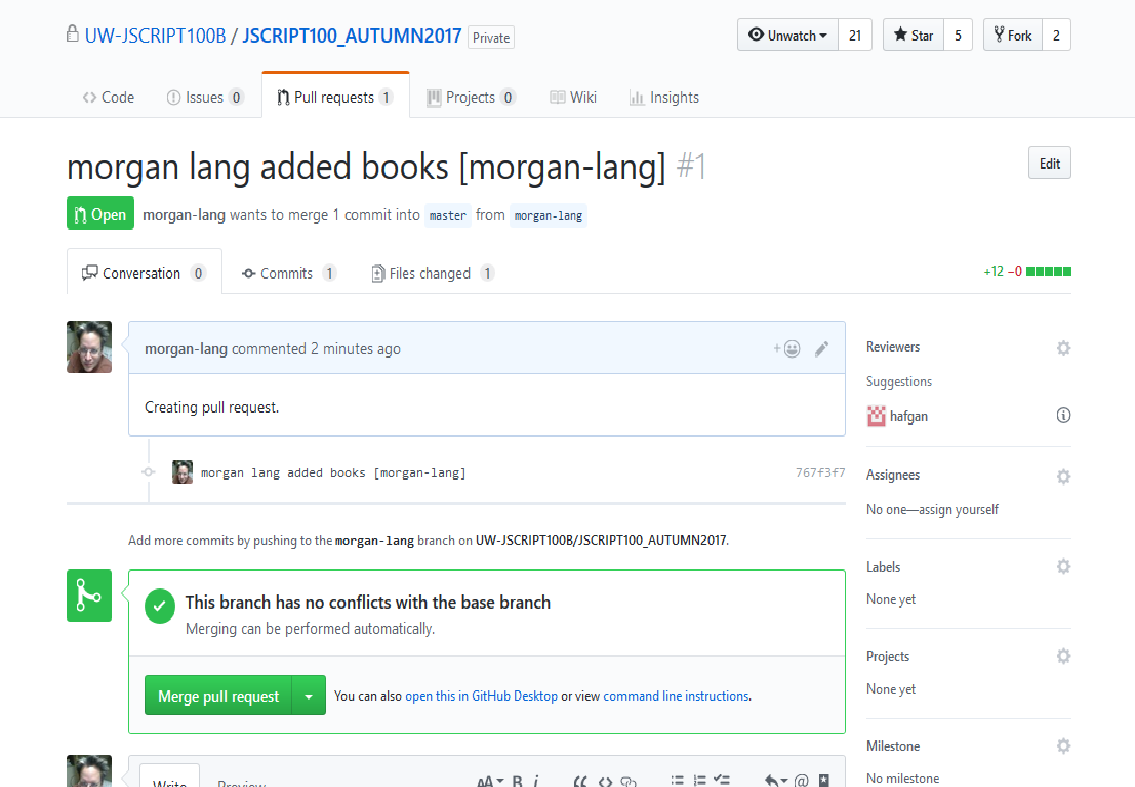 UW-JSCRIPT100B / JSCRIPT100_AUTUMN2017 Private
Unwatch 21 Star 5 Fork 2
Code Issues 0 Pull requests 1 Projects 0 Wiki Insights
morgan lang added books [morgan-lang] #1
Edit
Open morgan-lang wants to merge 1 commit into master from morgan-lang
Conversation 0 Commits 1 Files changed 1 +12 −0
morgan-lang commented 2 minutes ago
Creating pull request.
morgan lang added books [morgan-lang] 767f3f7
Add more commits by pushing to the morgan-lang branch on UW-JSCRIPT100B/JSCRIPT100_AUTUMN2017.
This branch has no conflicts with the base branch
Merging can be performed automatically.
Merge pull request You can also open this in GitHub Desktop or view command line instructions.
Write Preview AA B i
Reviewers
Suggestions
hafgan
Assignees
No one—assign yourself
Labels
None yet
Projects
None yet
Milestone
No milestone